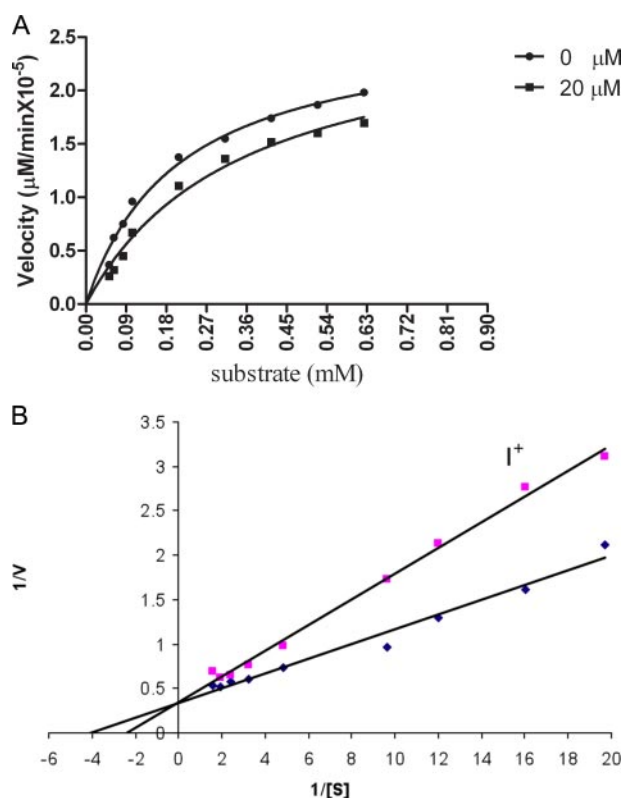 A
Velocity (µM/minX10-5)
2.5
2.0
1.5
1.0
0.5
0.0
0.00 0.09 0.18 0.27 0.36 0.45 0.54 0.63 0.72 0.81 0.90
substrate (mM)
0 µM
20 µM
B
1/V
3.5
3
2.5
2
1.5
1
0.5
0
I+
-6 -4 -2 0 2 4 6 8 10 12 14 16 18 20
1/[S]